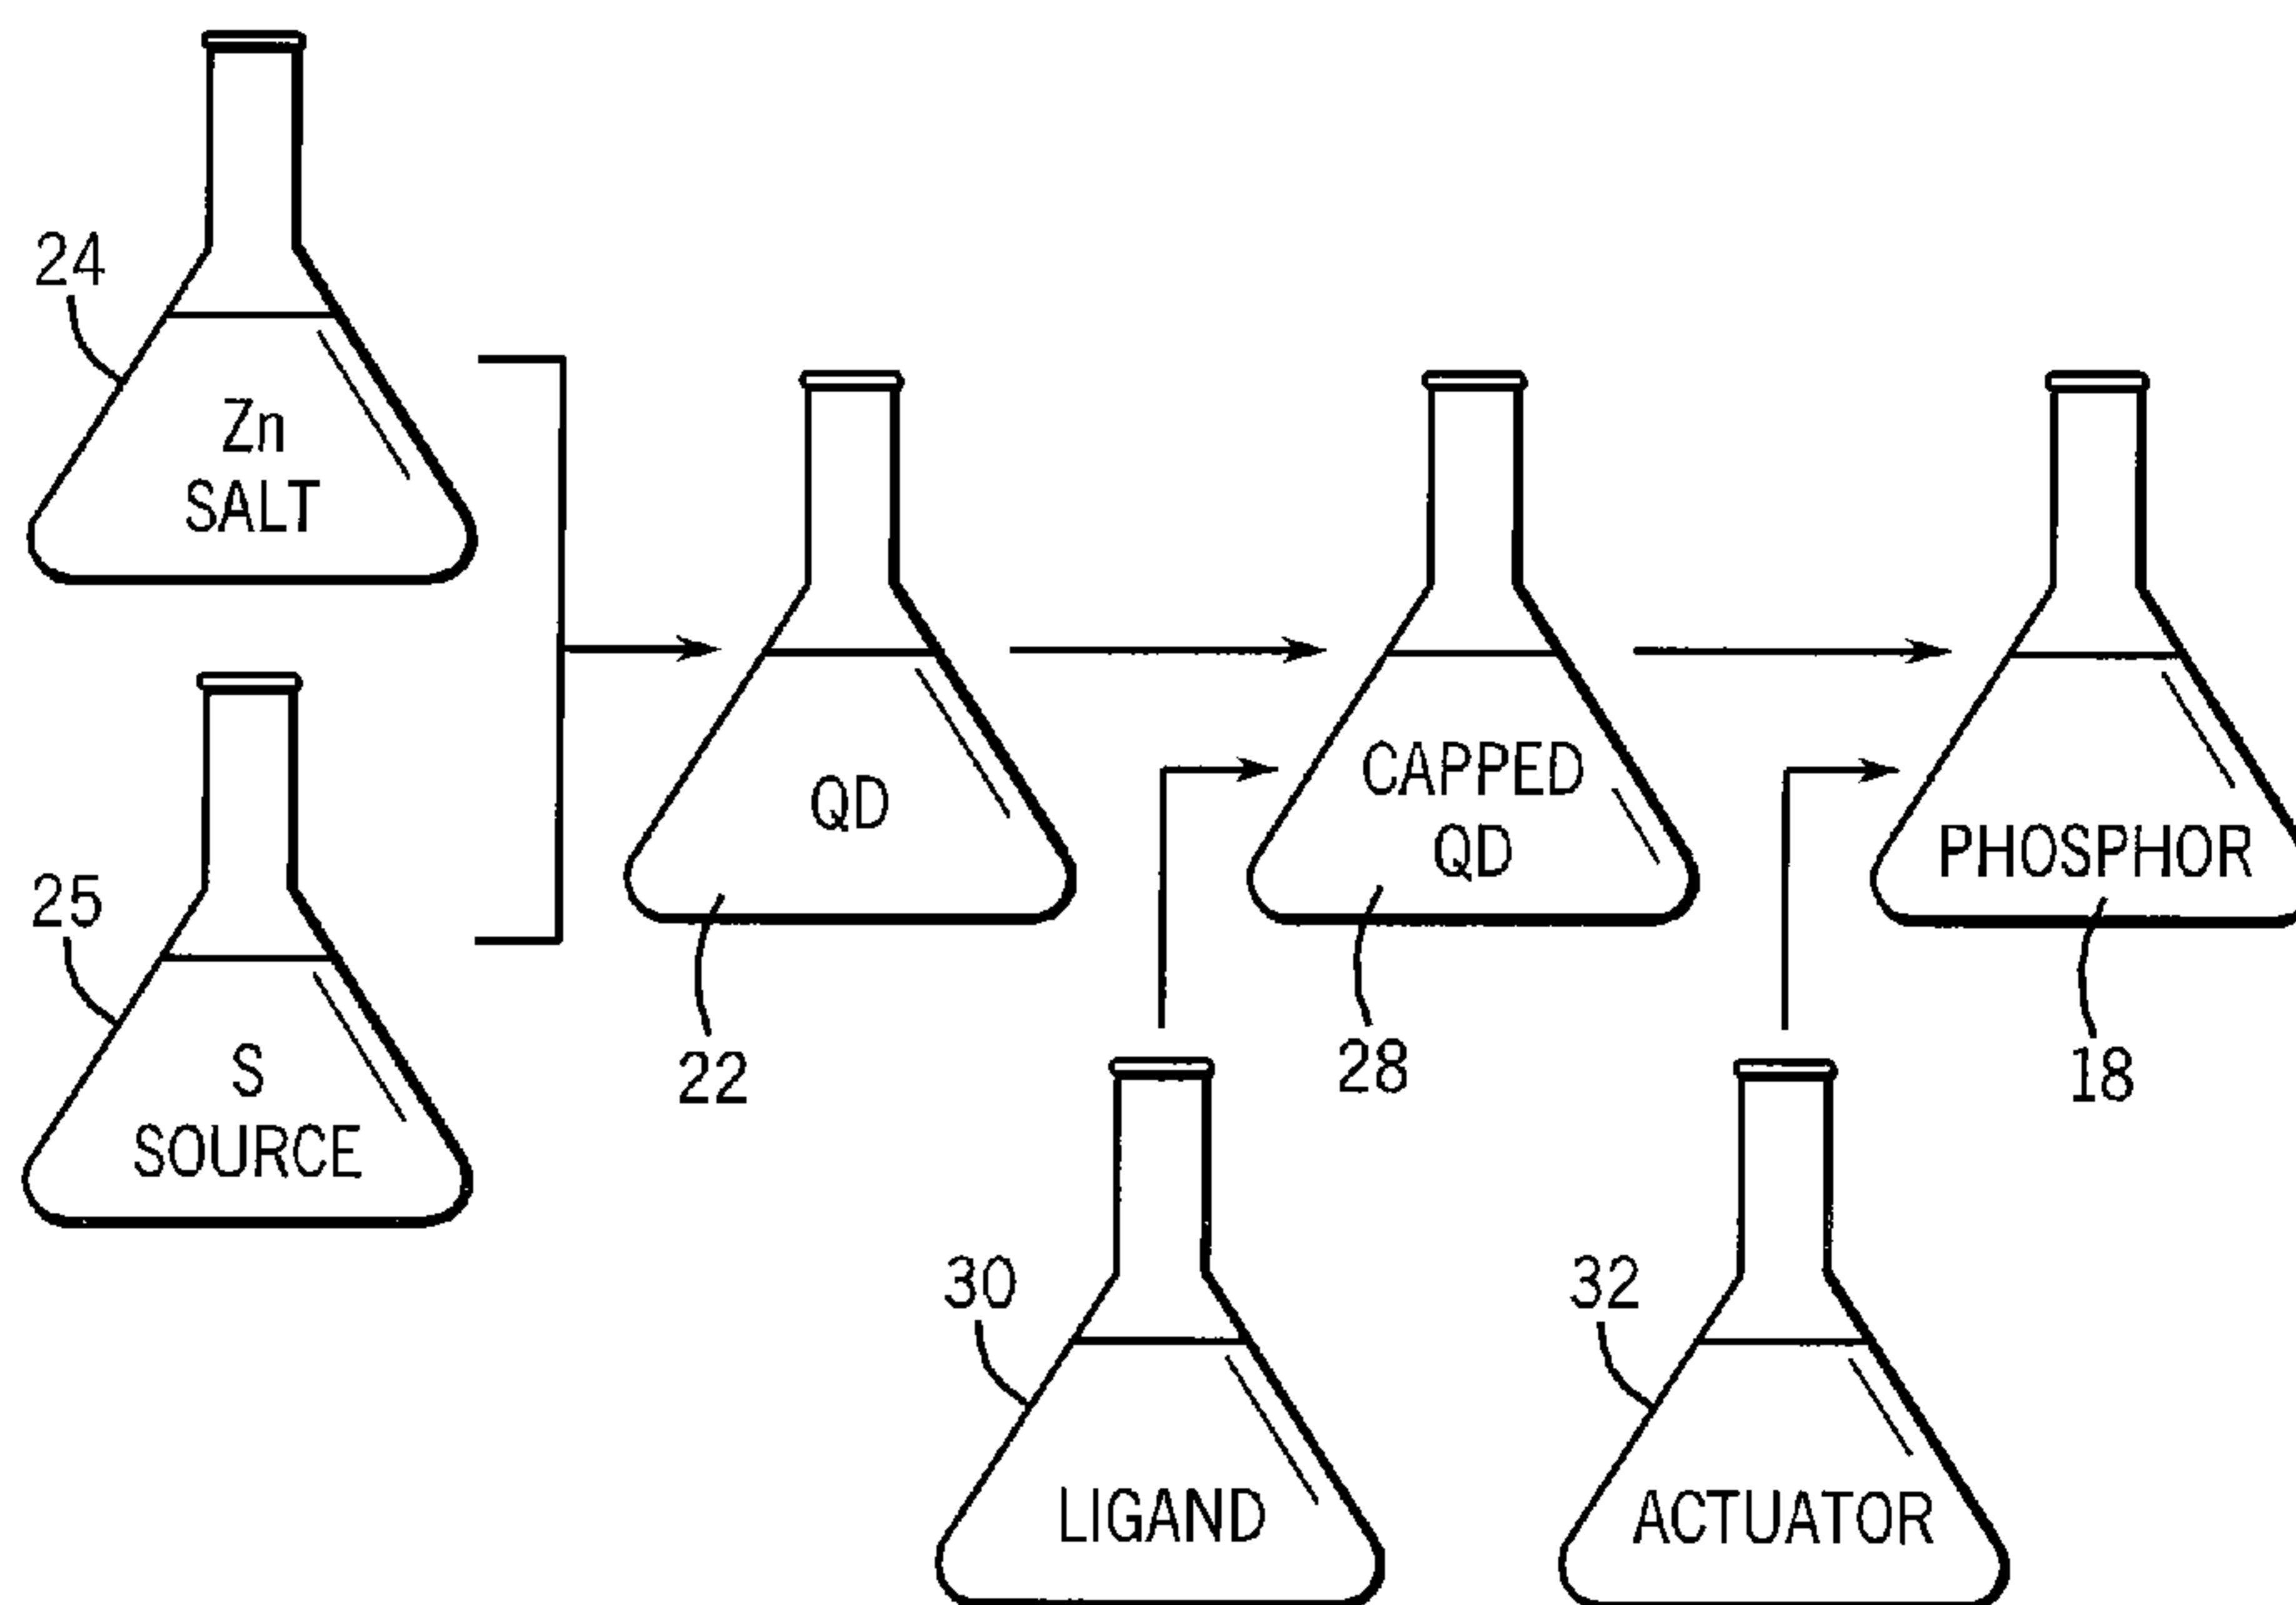 24
Zn
SALT
25
S
SOURCE
QD
22
CAPPED
QD
28
PHOSPHOR
18
30
LIGAND
32
ACTUATOR